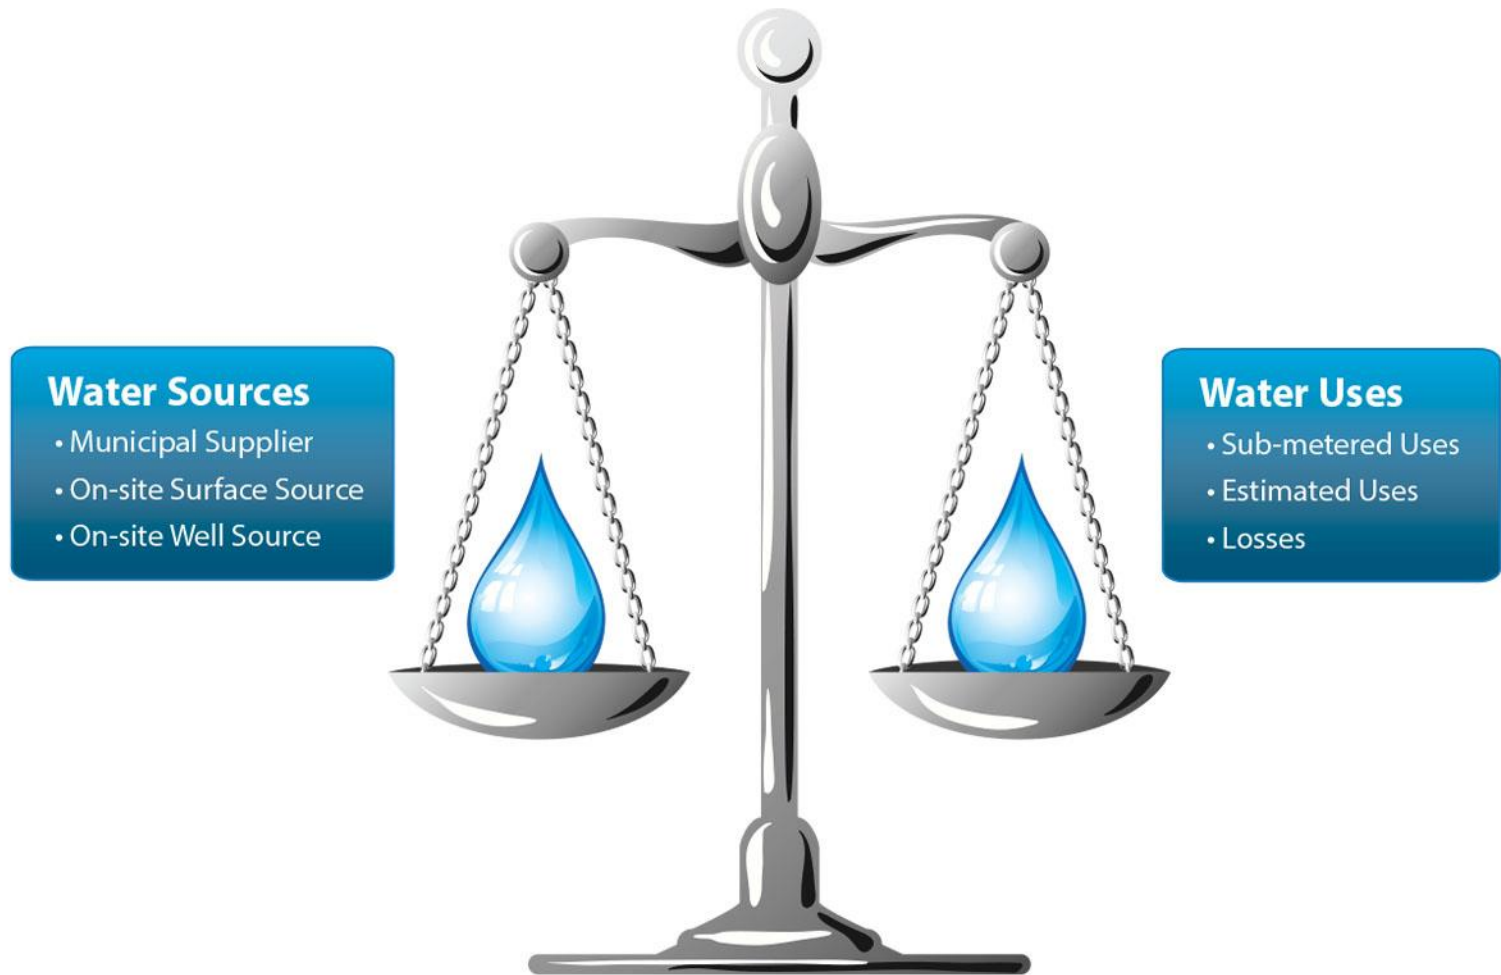 Water Sources
• Municipal Supplier
• On-site Surface Source
• On-site Well Source
Water Uses
• Sub-metered Uses
• Estimated Uses
• Losses